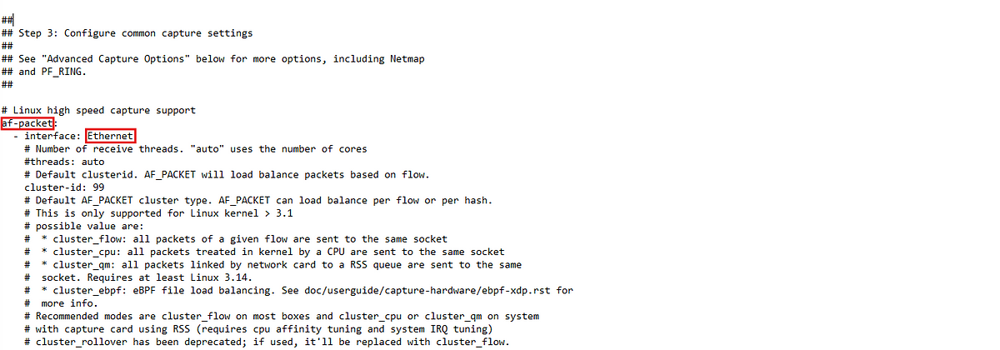 ##
## Step 3: Configure common capture settings
##
## See "Advanced Capture Options" below for more options, including Netmap
## and PF_RING.
##
# Linux high speed capture support
af-packet:
- interface: Ethernet
# Number of receive threads. "auto" uses the number of cores
#threads: auto
# Default clusterid. AF_PACKET will load balance packets based on flow.
cluster-id: 99
# Default AF_PACKET cluster type. AF_PACKET can load balance per flow or per hash.
# This is only supported for Linux kernel > 3.1
# possible value are:
#  * cluster_flow: all packets of a given flow are sent to the same socket
#  * cluster_cpu: all packets treated in kernel by a CPU are sent to the same socket
#  * cluster_qm: all packets linked by network card to a RSS queue are sent to the same
#  socket. Requires at least Linux 3.14.
#  * cluster_ebpf: eBPF file load balancing. See doc/userguide/capture-hardware/ebpf-xdp.rst for
#  more info.
# Recommended modes are cluster_flow on most boxes and cluster_cpu or cluster_qm on system
# with capture card using RSS (requires cpu affinity tuning and system IRQ tuning)
# cluster_rollover has been deprecated; if used, it'll be replaced with cluster_flow.